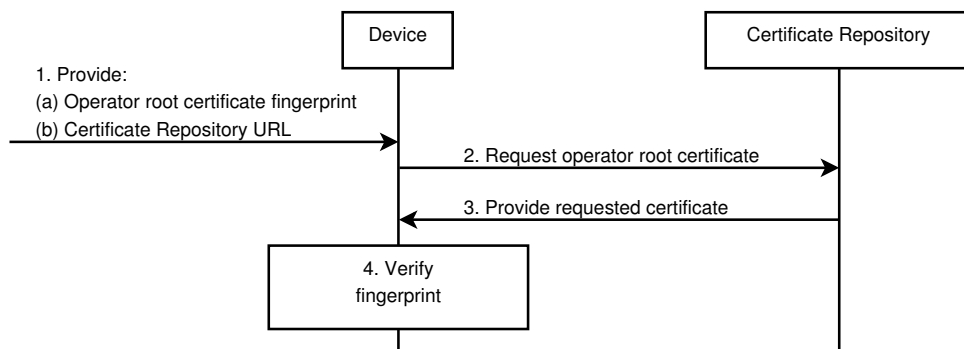 Device
Certificate Repository
1. Provide:
(a) Operator root certificate fingerprint
(b) Certificate Repository URL
2. Request operator root certificate
3. Provide requested certificate
4. Verify
fingerprint